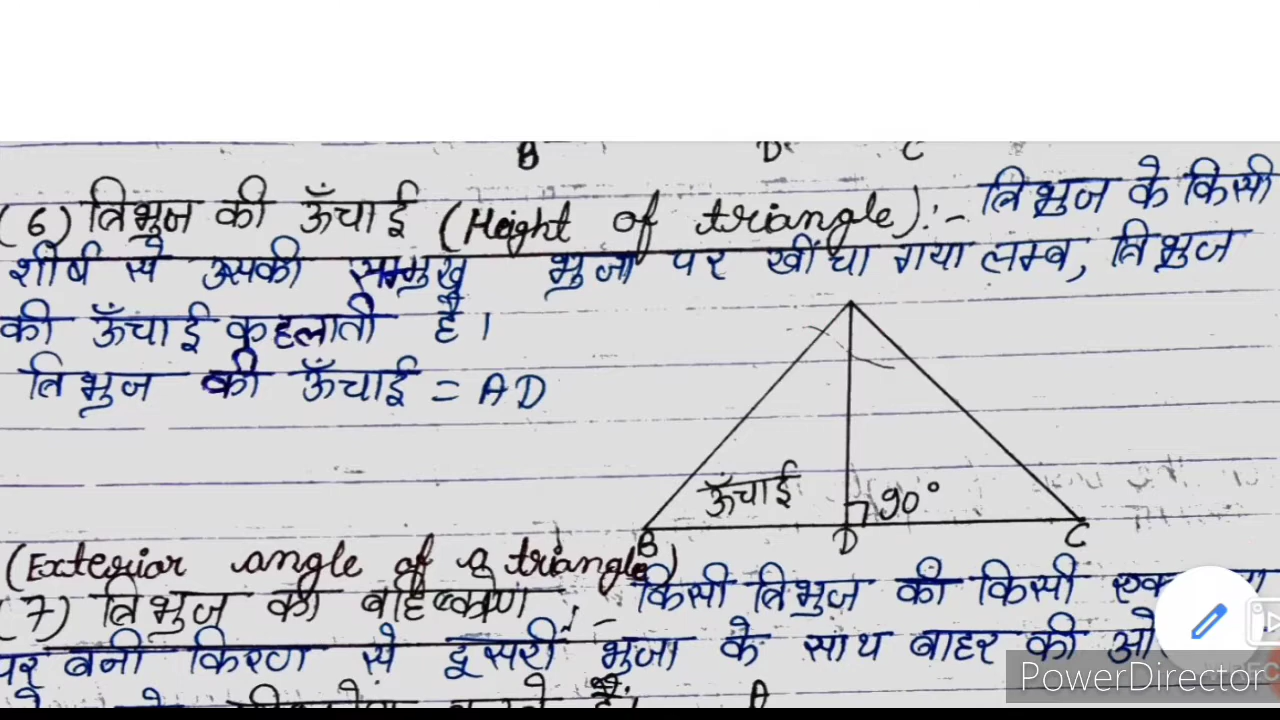 B D C
(6) त्रिभुज की ऊँचाई (Height of triangle):- त्रिभुज के किसी
शीर्ष से उसकी सम्मुख भुजा पर खींचा गया लम्ब, त्रिभुज
की ऊँचाई कहलाती है।
त्रिभुज की ऊँचाई = AD
ऊँचाई 90°
B D C
(Exterior angle of a triangle)
(7) त्रिभुज का बहिष्कोण :- किसी त्रिभुज की किसी एक
पर बनी किरण से दूसरी भुजा के साथ बाहर की ओ
हैं।
A
PowerDirector